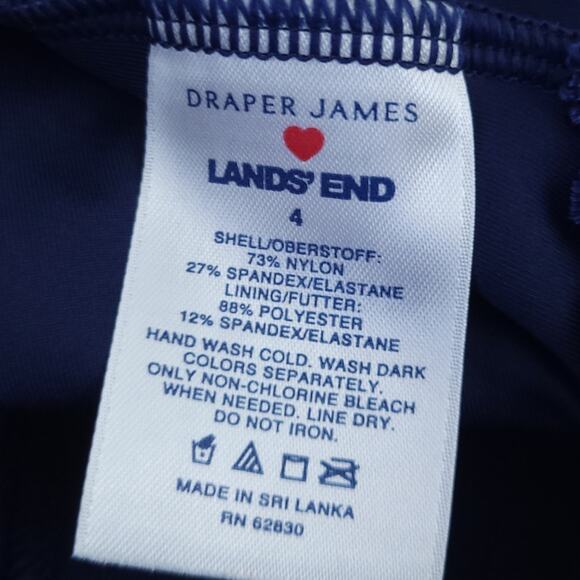 DRAPER JAMES
LANDS' END
4
SHELL/OBERSTOFF:
73% NYLON
27% SPANDEX/ELASTANE
LINING/FUTTER:
88% POLYESTER
12% SPANDEX/ELASTANE
HAND WASH COLD. WASH DARK
COLORS SEPARATELY.
ONLY NON-CHLORINE BLEACH
WHEN NEEDED. LINE DRY.
DO NOT IRON.
MADE IN SRI LANKA
RN 62830